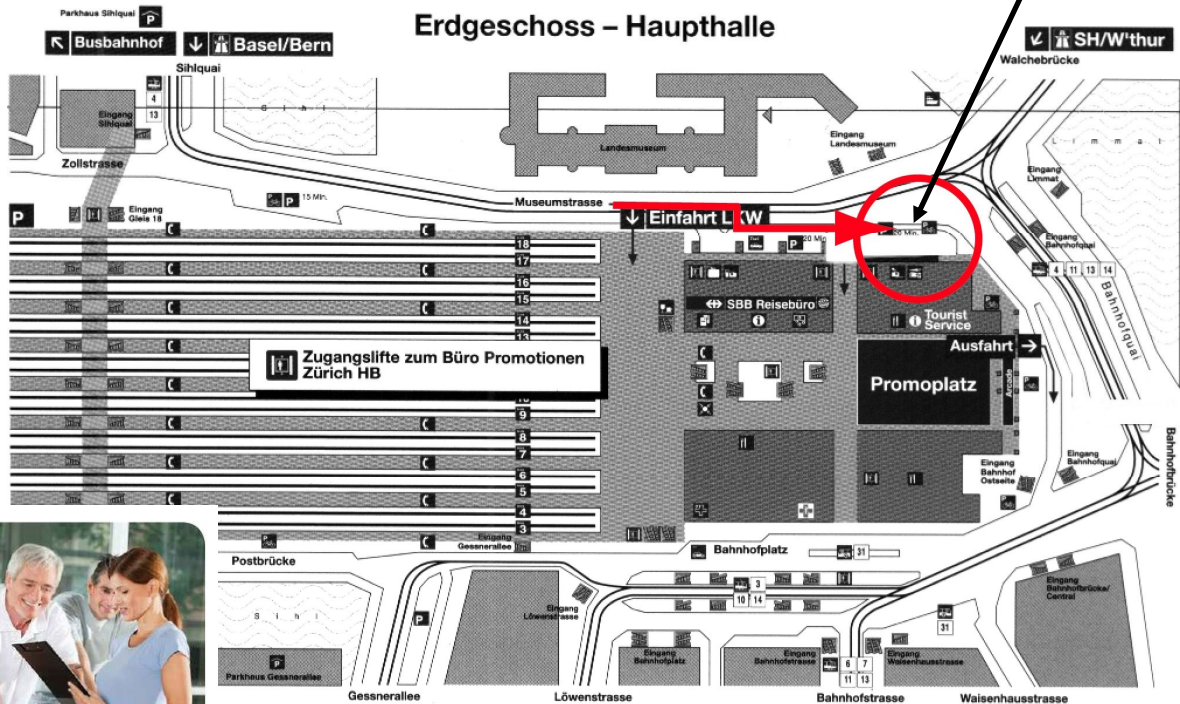 Erdgeschoss – Haupthalle
Parkhaus Sihlquai
P
Busbahnhof
Basel/Bern
SH/W'thur
Sihlquai
Walchebrücke
4
13
Eingang
Sihlquai
S i h l
Landesmuseum
Eingang
Landesmuseum
L i m m a t
Zollstrasse
Eingang
Limmat
P
Eingang
Gleis 18
P 15 Min.
Museumstrasse
Einfahrt LKW
P
20 Min.
Eingang
Bahnhofquai
4 11 13 14
Bahnhofquai
18
17
16
15
14
13
SBB Reisebüro
Tourist
Service
Ausfahrt
Zugangslifte zum Büro Promotionen
Zürich HB
Promoplatz
Arcade
9
8
7
6
5
4
3
Eingang
Bahnhof
Ostseite
Eingang
Bahnhofquai
Bahnhofbrücke
Eingang
Gessnerallee
Postbrücke
Bahnhofplatz
31
S i h l
P
Eingang
Löwenstrasse
3
10 14
Eingang
Bahnhofbrücke/
Central
31
P
Parkhaus Gessnerallee
Eingang
Bahnhofplatz
Eingang
Bahnhofstrasse
6 7
11 13
Eingang
Waisenhausstrasse
Gessnerallee
Löwenstrasse
Bahnhofstrasse
Waisenhausstrasse